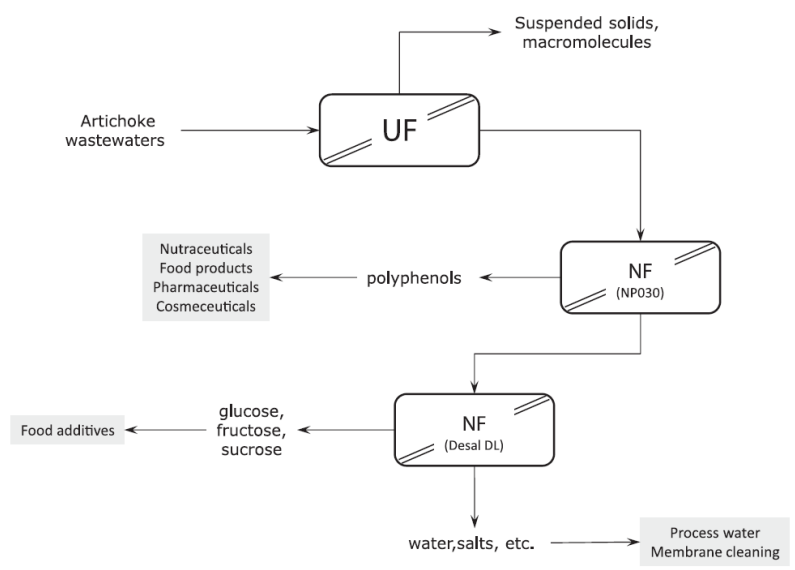 Suspended solids,
macromolecules
Artichoke
wastewaters
UF
Nutraceuticals
Food products
Pharmaceuticals
Cosmeceuticals
polyphenols
NF
(NP030)
glucose,
fructose,
sucrose
Food additives
NF
(Desal DL)
water,salts, etc.
Process water
Membrane cleaning